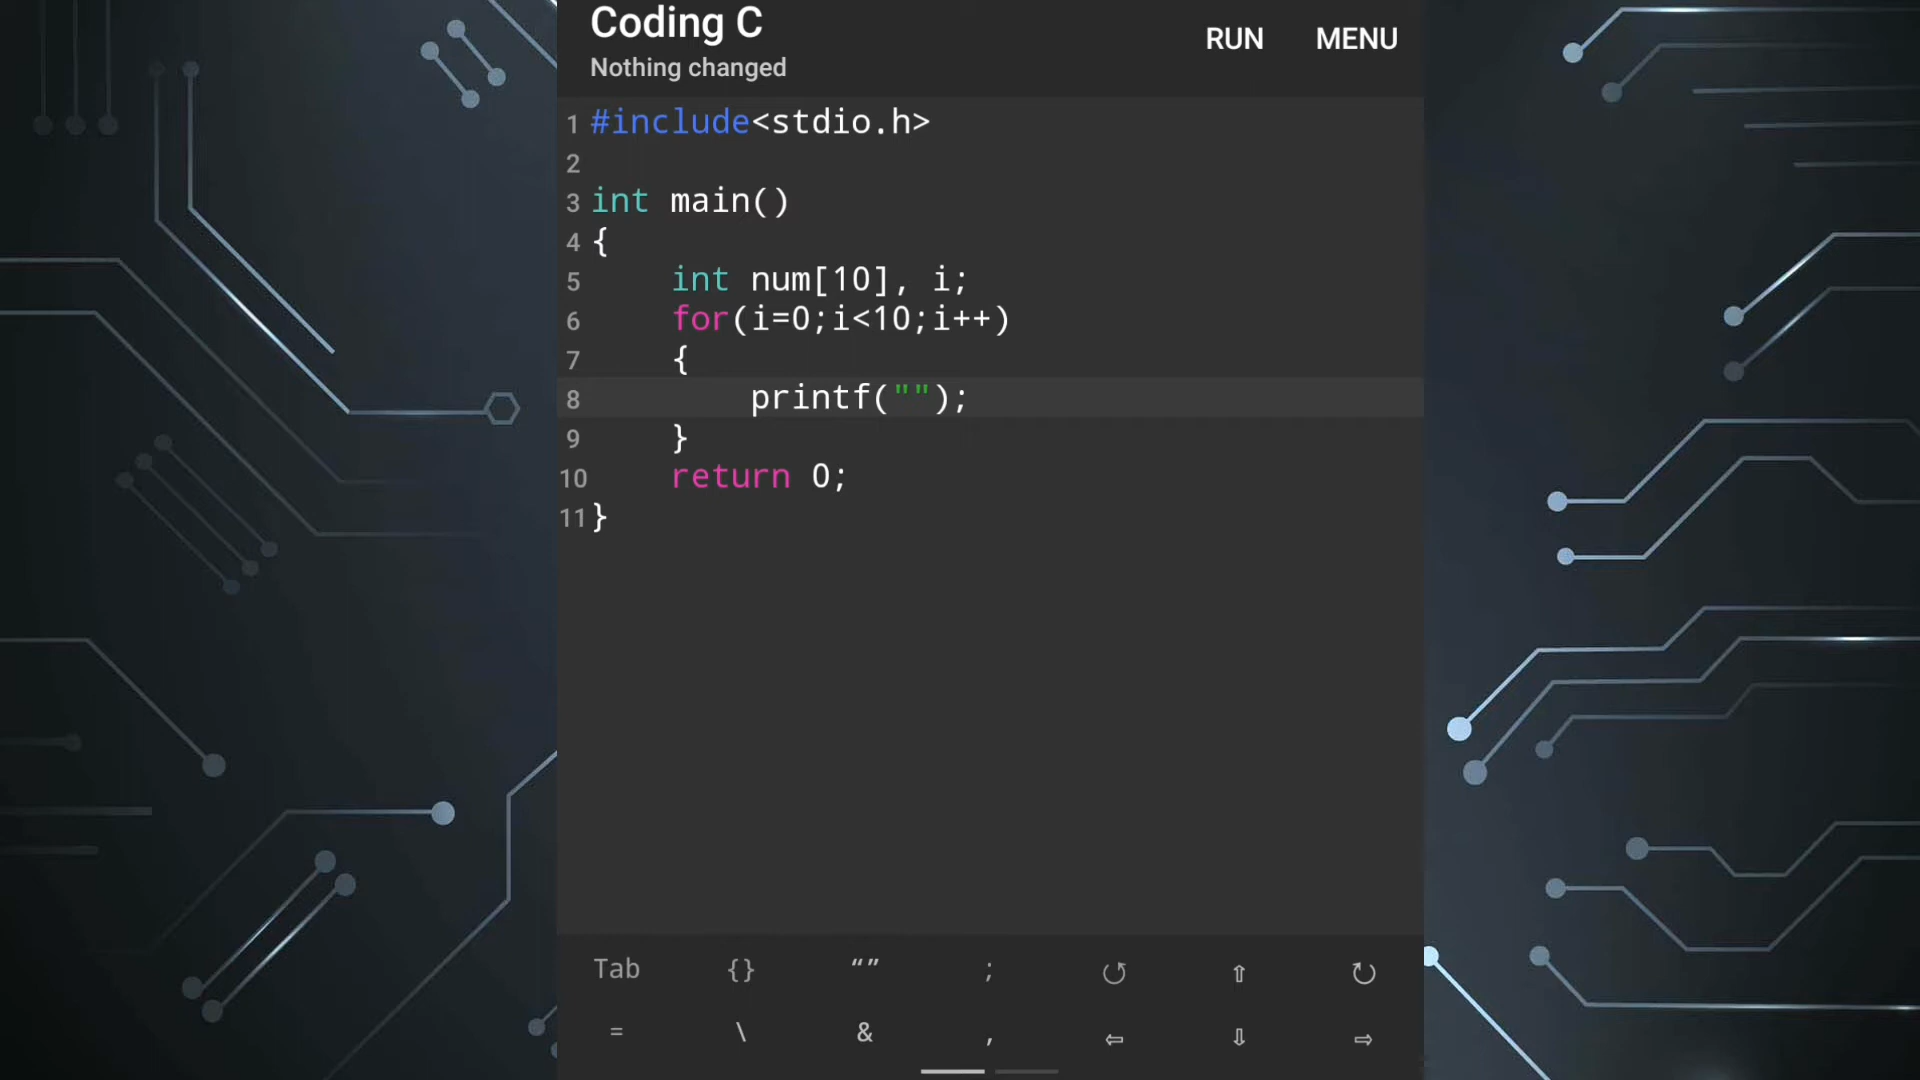 Coding C
Nothing changed
RUN MENU
1 #include<stdio.h>
2
3 int main()
4 {
5 int num[10], i;
6 for(i=0;i<10;i++)
7 {
8 printf("");
9 }
10 return 0;
11 }
Tab {} “” ; ↺ ⇧ ↻
= \ & , ⇦ ⇩ ⇨